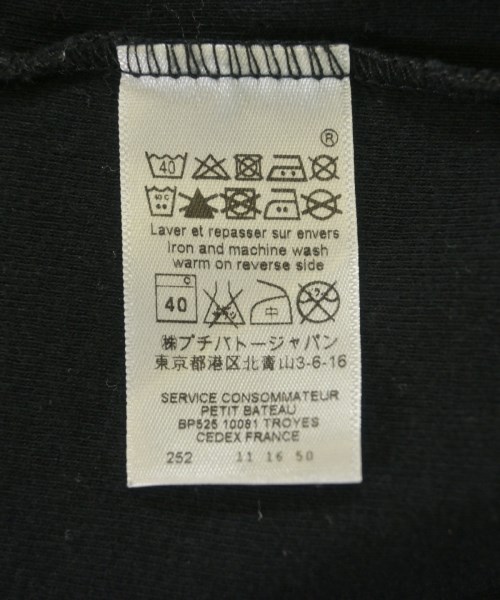 ®
40
40 C
Laver et repasser sur envers
Iron and machine wash
warm on reverse side
40 中
㈱プチバトージャパン
東京都港区北青山3-6-16
SERVICE CONSOMMATEUR
PETIT BATEAU
BP525 10081 TROYES
CEDEX FRANCE
252 11 16 50